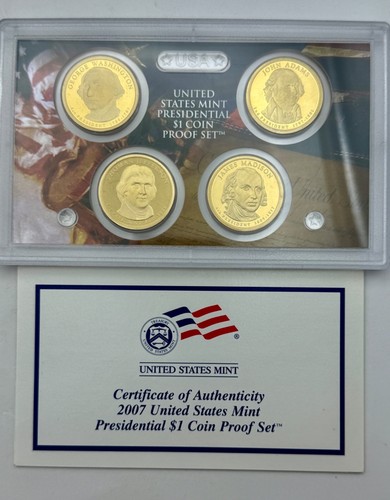 USA
UNITED
STATES MINT
PRESIDENTIAL
$1 COIN
PROOF SET™
GEORGE WASHINGTON
JOHN ADAMS
JAMES MADISON
UNITED STATES MINT
Certificate of Authenticity
2007 United States Mint
Presidential $1 Coin Proof Set™